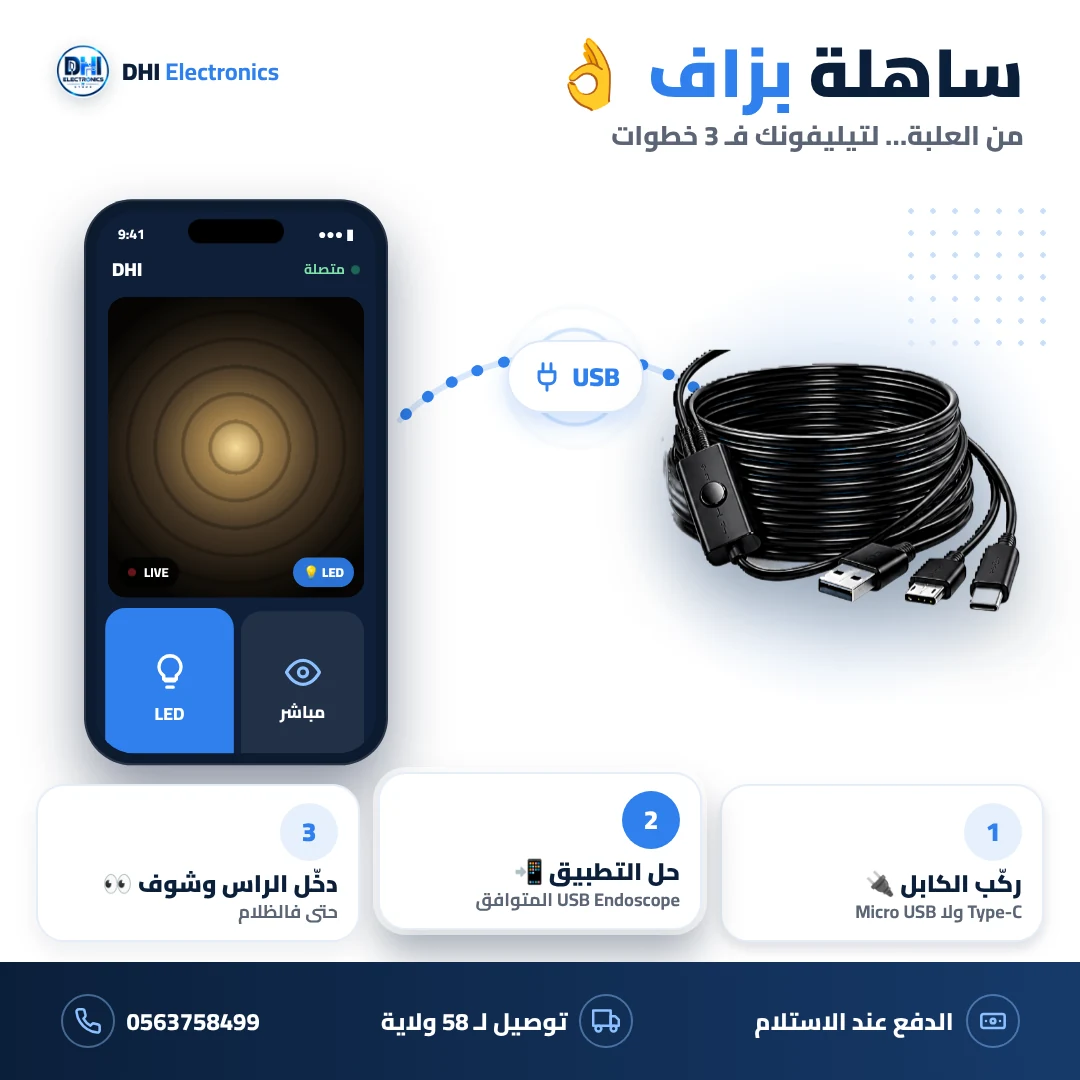 DHI Electronics
ساهلة بزاف 👌
من العلبة... لتيليفونك فـ 3 خطوات
9:41
DHI
متصلة
USB
LIVE
💡 LED
LED
مباشر
1
ركّب الكابل 🔌
Type-C ولا Micro USB
2
حل التطبيق 📲
USB Endoscope المتوافق
3
دخّل الراس وشوف 👀
حتى فالظلام
الدفع عند الاستلام
توصيل لـ 58 ولاية
0563758499